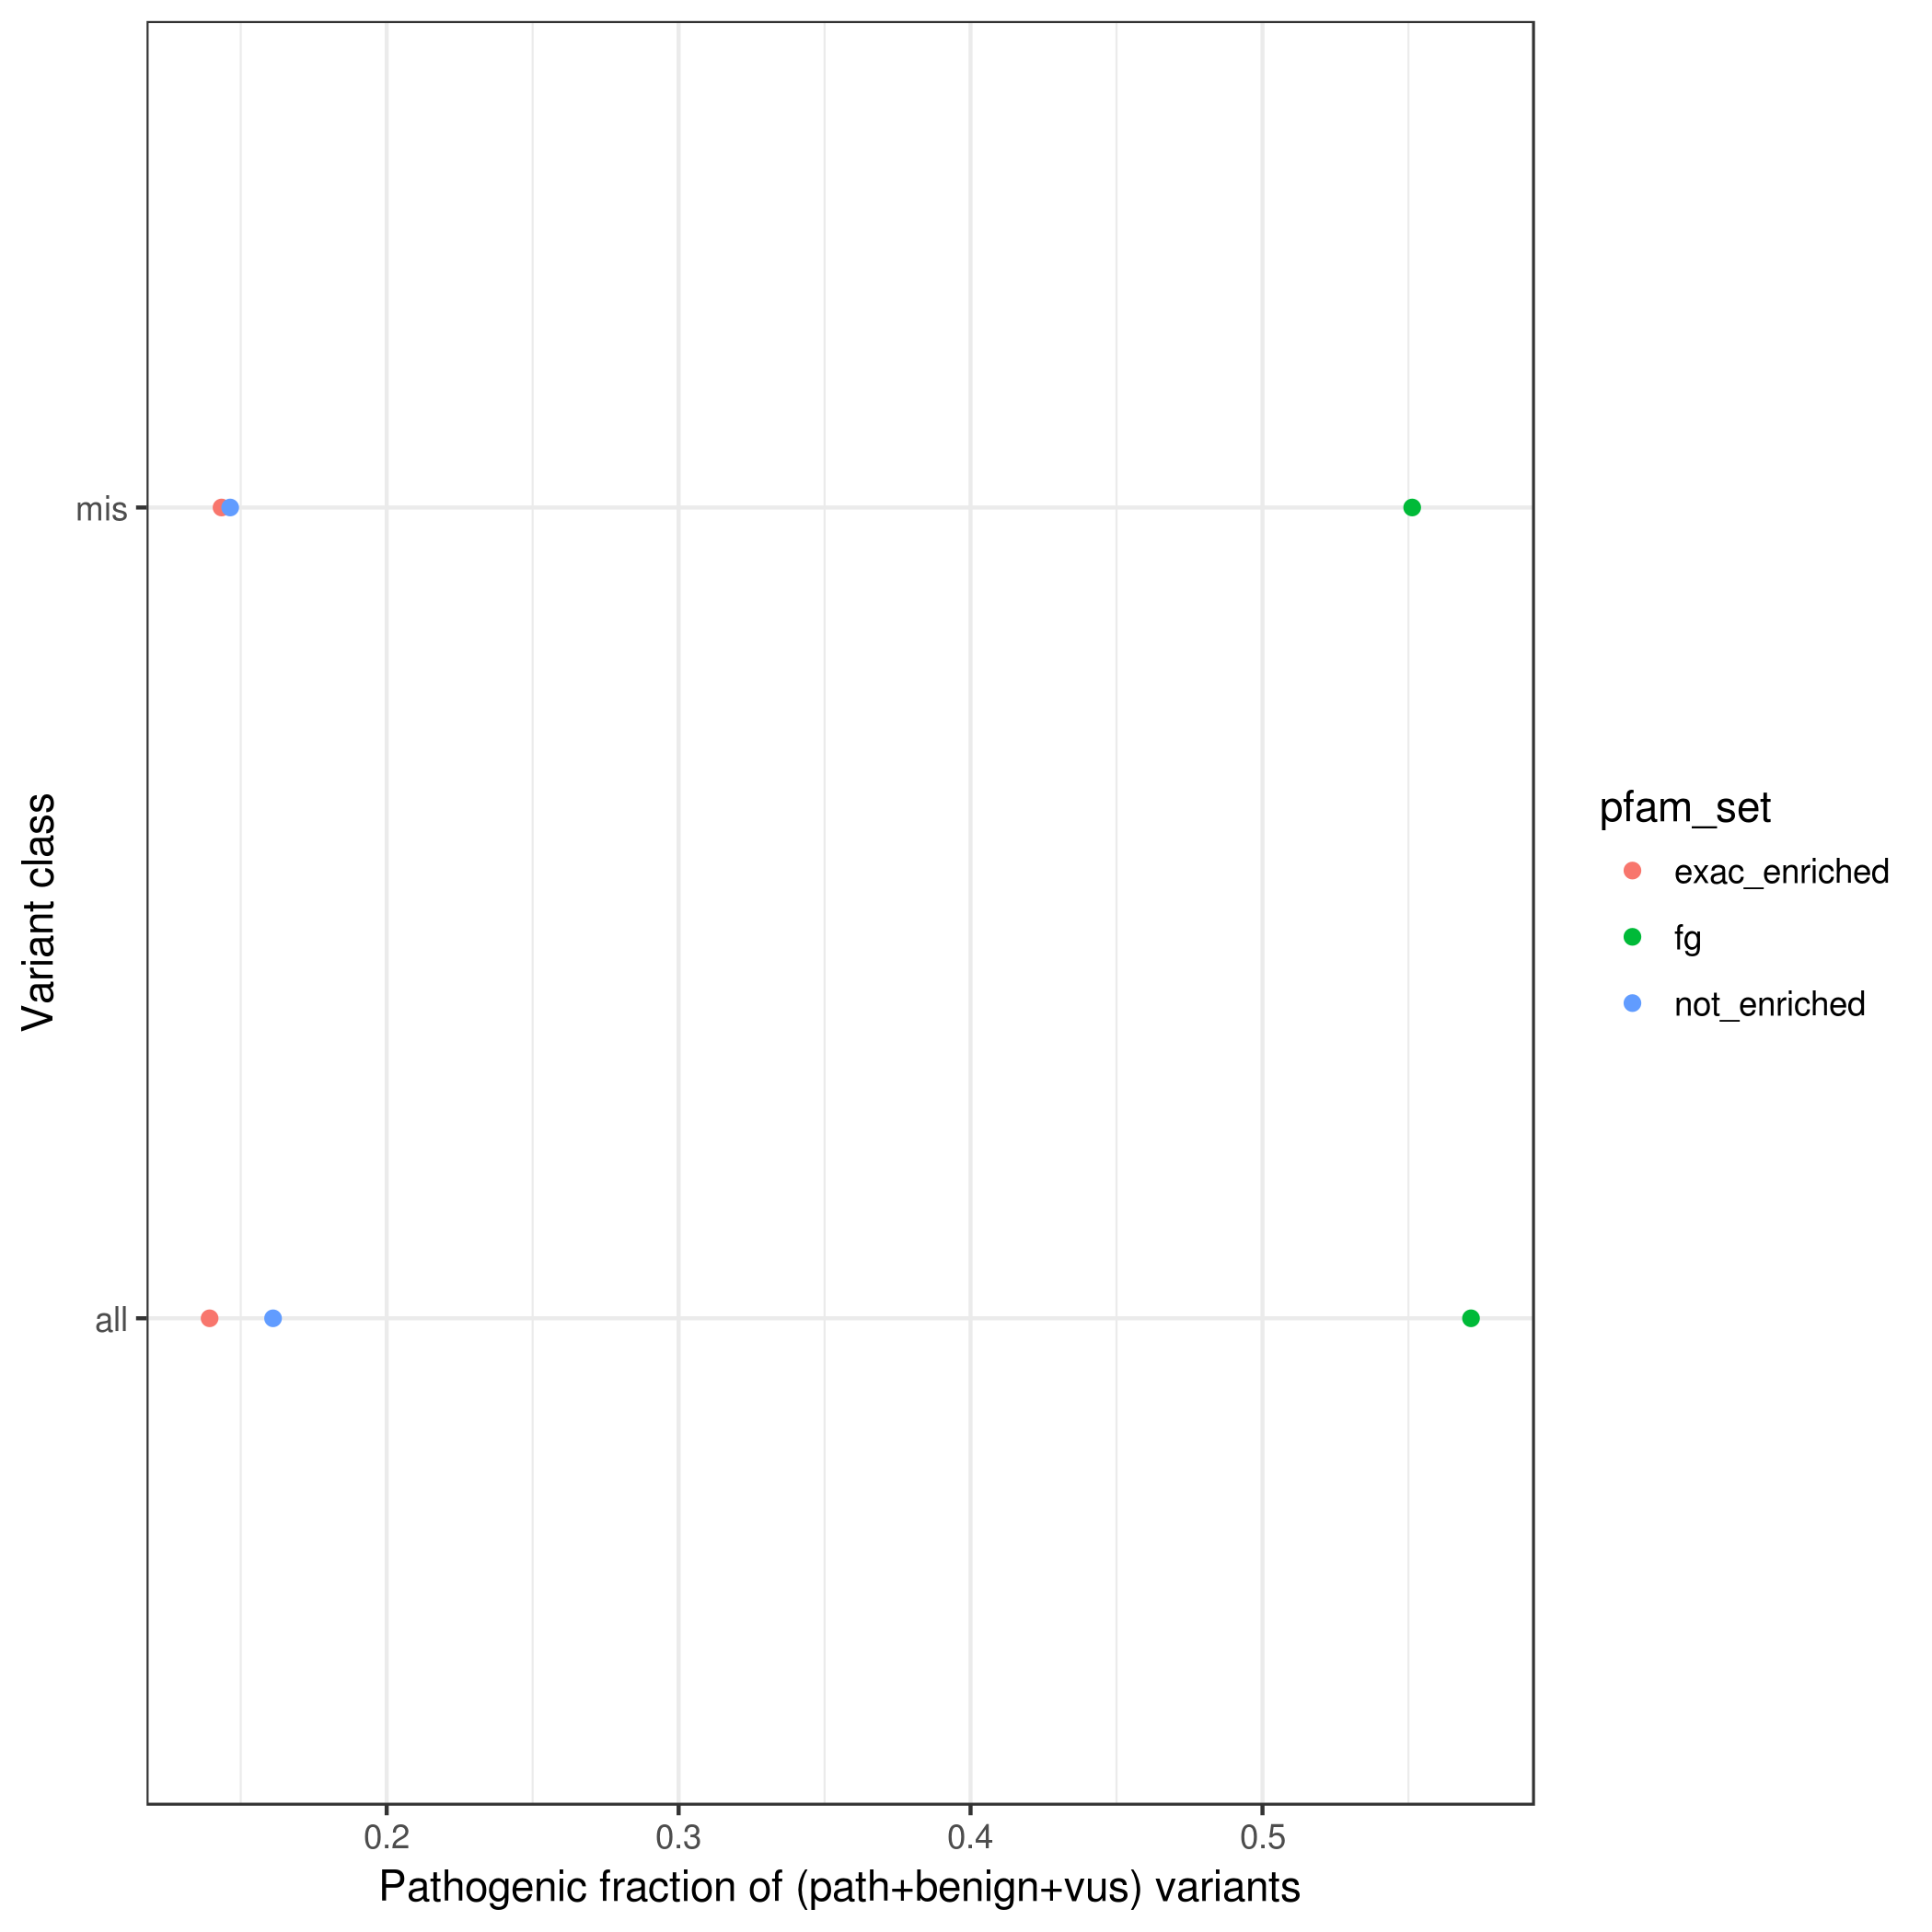 Variant class
mis
all
0.2 0.3 0.4 0.5
Pathogenic fraction of (path+benign+vus) variants
pfam_set
exac_enriched
fg
not_enriched